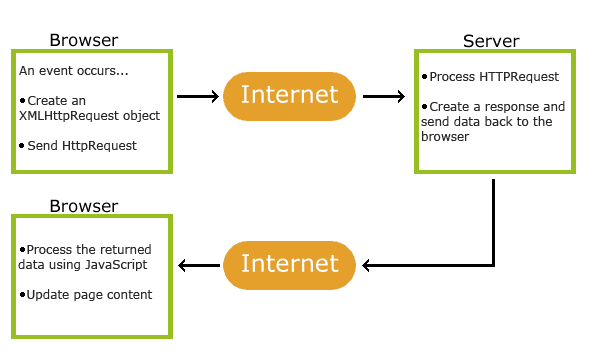 Browser
An event occurs...
•Create an
XMLHttpRequest object
• Send HttpRequest
Internet
Server
•Process HTTPRequest
•Create a response and
send data back to the
browser
Browser
•Process the returned
data using JavaScript
•Update page content
Internet